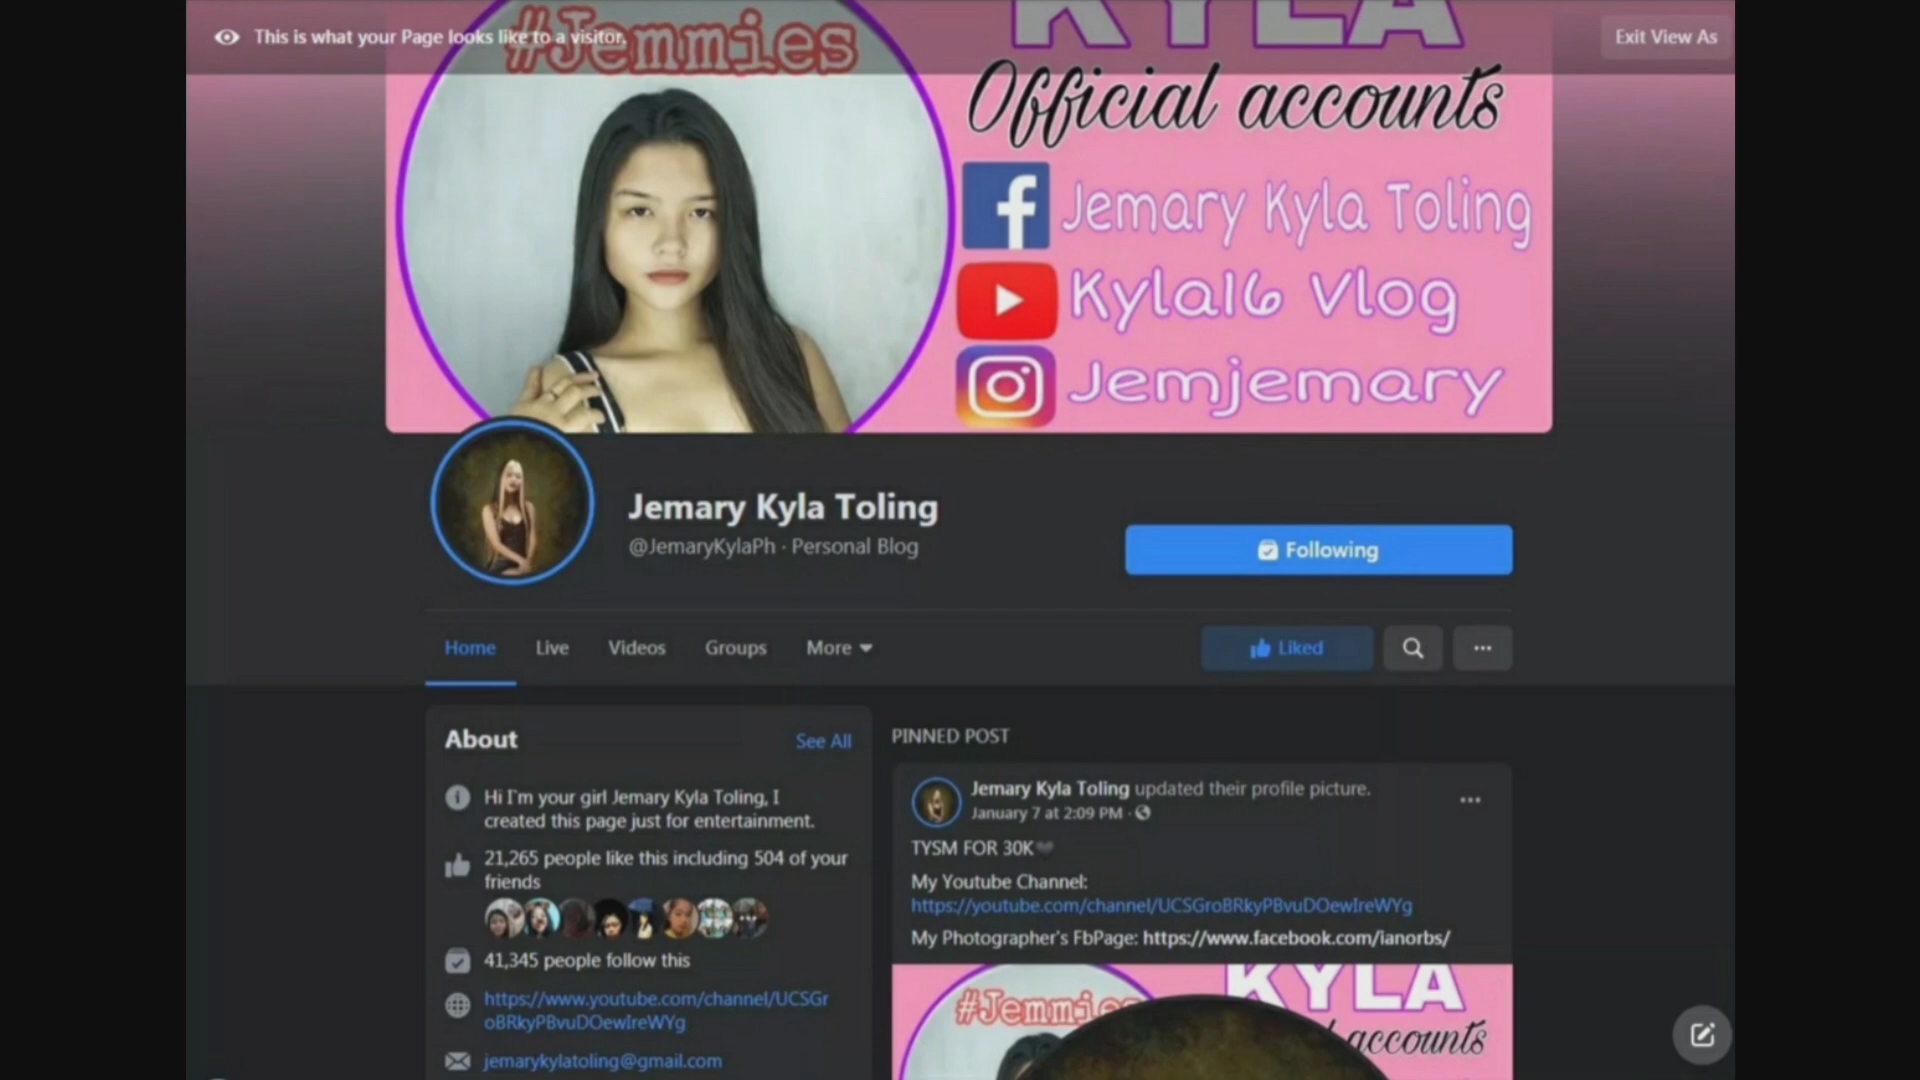 This is what your Page looks like to a visitor.
Exit View As
#Jemmies
KYLA
Official accounts
Jemary Kyla Toling
Kyla16 Vlog
Jemjemary
Jemary Kyla Toling
@JemaryKylaPh · Personal Blog
Following
Home
Live
Videos
Groups
More
Liked
About
See All
Hi I'm your girl Jemary Kyla Toling, I
created this page just for entertainment.
21,265 people like this including 504 of your
friends
41,345 people follow this
https://www.youtube.com/channel/UCSGr
oBRkyPBvuDOewIreWYg
jemarykylatoling@gmail.com
PINNED POST
Jemary Kyla Toling updated their profile picture.
January 7 at 2:09 PM ·
TYSM FOR 30K🖤
My Youtube Channel:
https://youtube.com/channel/UCSGroBRkyPBvuDOewIreWYg
My Photographer's FbPage: https://www.facebook.com/ianorbs/
#Jemmies
KYLA
accounts